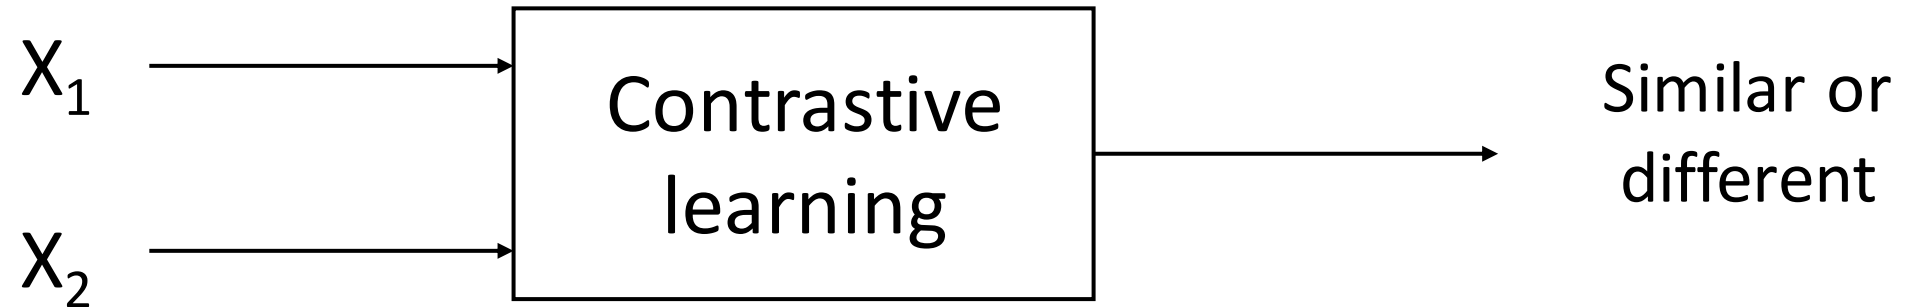 X₁
Contrastive
learning
Similar or
different
X₂